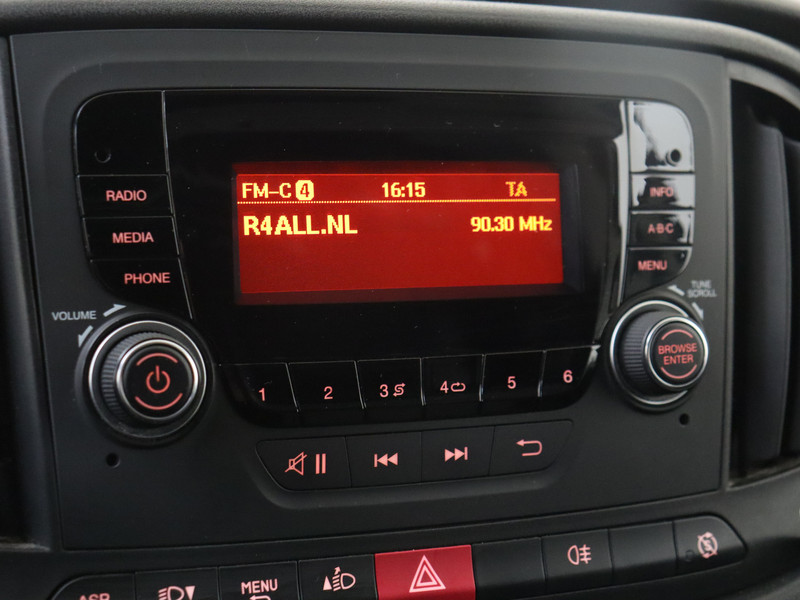 FM-C 4 16:15 TA
R4ALL.NL 90.30 MHz
RADIO
MEDIA
PHONE
INFO
A-B-C
MENU
VOLUME
TUNE
SCROLL
BROWSE
ENTER
1 2 3 4 5 6
ASR
MENU